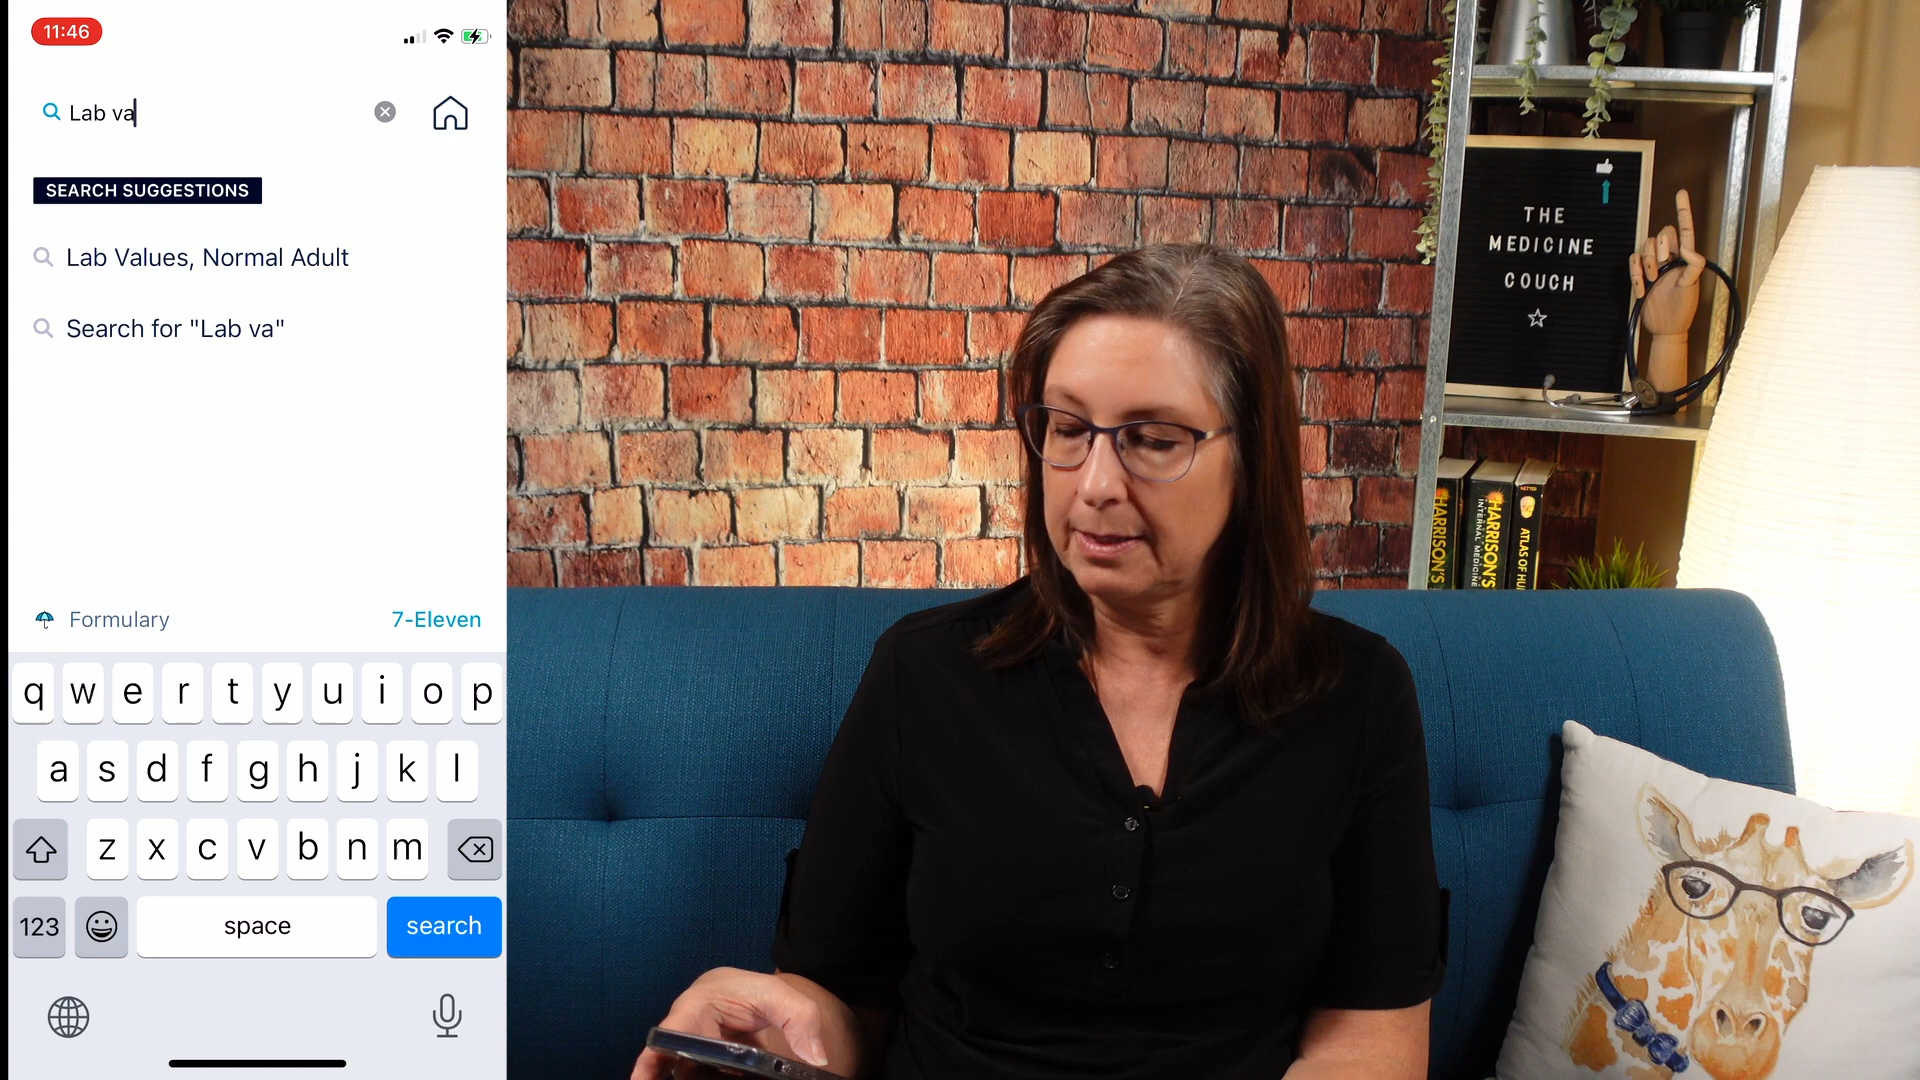 11:46
Lab va
SEARCH SUGGESTIONS
Lab Values, Normal Adult
Search for "Lab va"
Formulary
7-Eleven
q w e r t y u i o p
a s d f g h j k l
z x c v b n m
123
space
search
THE
MEDICINE
COUCH
HARRISON'S
HARRISON'S
INTERNAL MEDICINE
NETTER
ATLAS OF HU